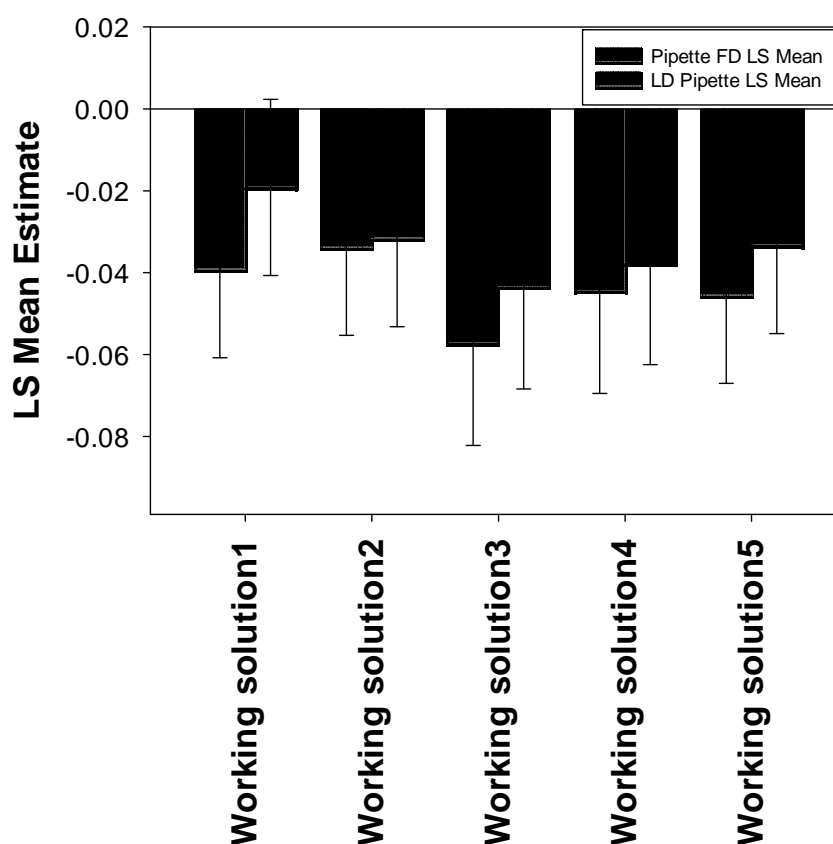 0.02
0.00
-0.02
-0.04
-0.06
-0.08
LS Mean Estimate
Pipette FD LS Mean
LD Pipette LS Mean
Working solution1
Working solution2
Working solution3
Working solution4
Working solution5